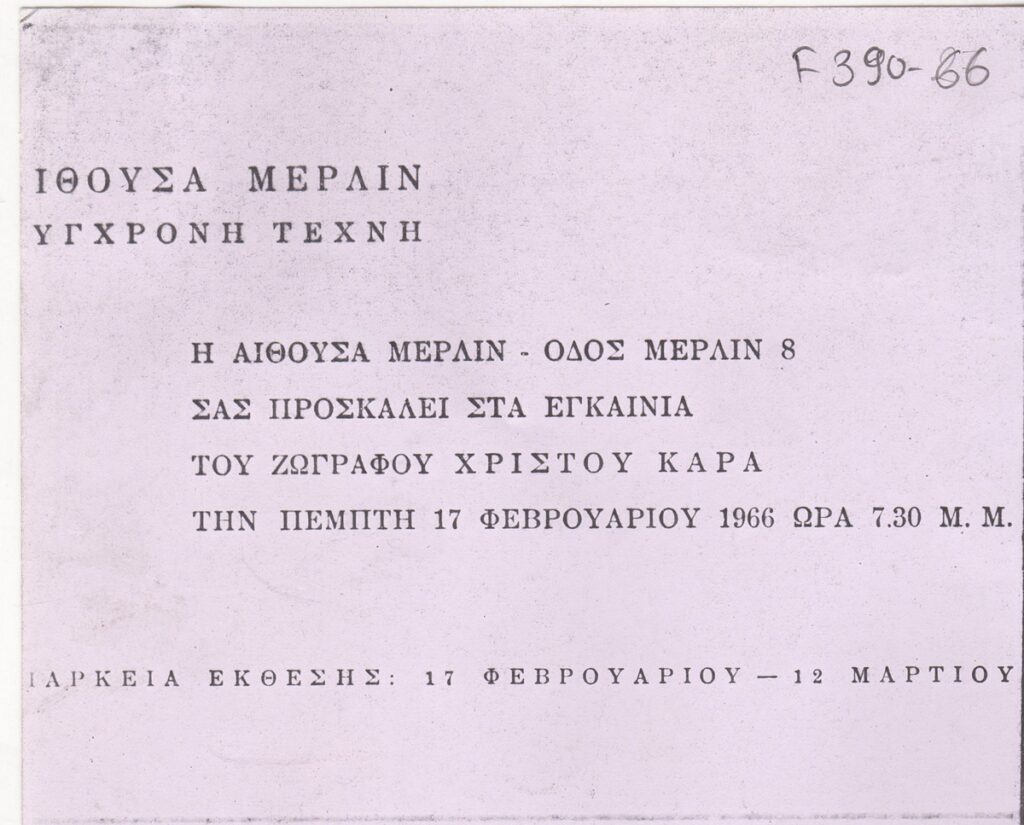 F 390-66
ΙΘΟΥΣΑ ΜΕΡΛΙΝ
ΥΓΧΡΟΝΗ ΤΕΧΝΗ
Η ΑΙΘΟΥΣΑ ΜΕΡΛΙΝ - ΟΔΟΣ ΜΕΡΛΙΝ 8
ΣΑΣ ΠΡΟΣΚΑΛΕΙ ΣΤΑ ΕΓΚΑΙΝΙΑ
ΤΟΥ ΖΩΓΡΑΦΟΥ ΧΡΙΣΤΟΥ ΚΑΡΑ
ΤΗΝ ΠΕΜΠΤΗ 17 ΦΕΒΡΟΥΑΡΙΟΥ 1966 ΩΡΑ 7.30 Μ. Μ.
ΙΑΡΚΕΙΑ ΕΚΘΕΣΗΣ: 17 ΦΕΒΡΟΥΑΡΙΟΥ — 12 ΜΑΡΤΙΟΥ